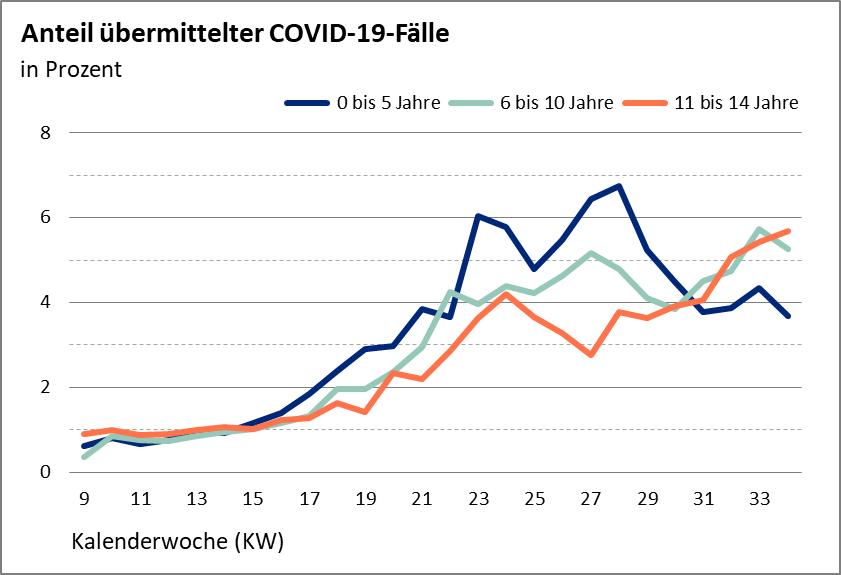 Anteil übermittelter COVID-19-Fälle
in Prozent
0 bis 5 Jahre 6 bis 10 Jahre 11 bis 14 Jahre
8
6
4
2
0
9 11 13 15 17 19 21 23 25 27 29 31 33
Kalenderwoche (KW)